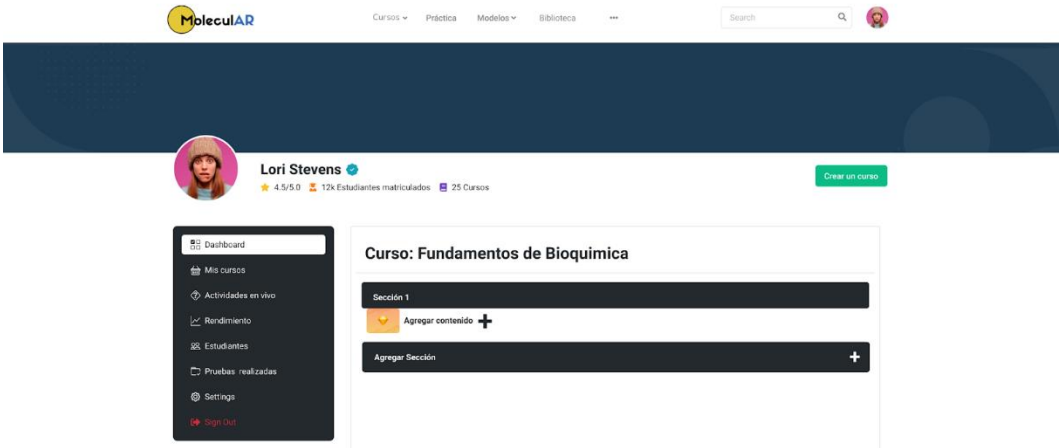 MoleculAR
Cursos Práctica Modelos Biblioteca ••• Search
Lori Stevens
4.5/5.0 12k Estudiantes matriculados 25 Cursos
Crear un curso
Dashboard
Mis cursos
Actividades en vivo
Rendimiento
Estudiantes
Pruebas realizadas
Settings
Sign Out
Curso: Fundamentos de Bioquimica
Sección 1
Agregar contenido
Agregar Sección